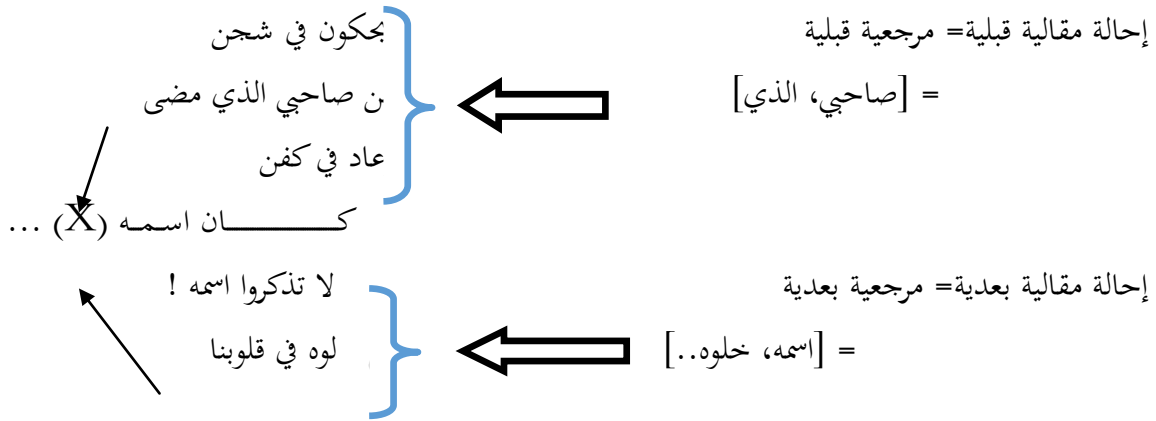 إحالة مقالية قبلية= مرجعية قبلية
بحكون في شجن
= [صاحبي، الذي]
ن صاحبي الذي مضى
عاد في كفن
كـــــــــان اسمـه (X) ...
إحالة مقالية بعدية= مرجعية بعدية
لا تذكروا اسمه !
= [اسمه، خلوه..]
لوه في قلوبنا